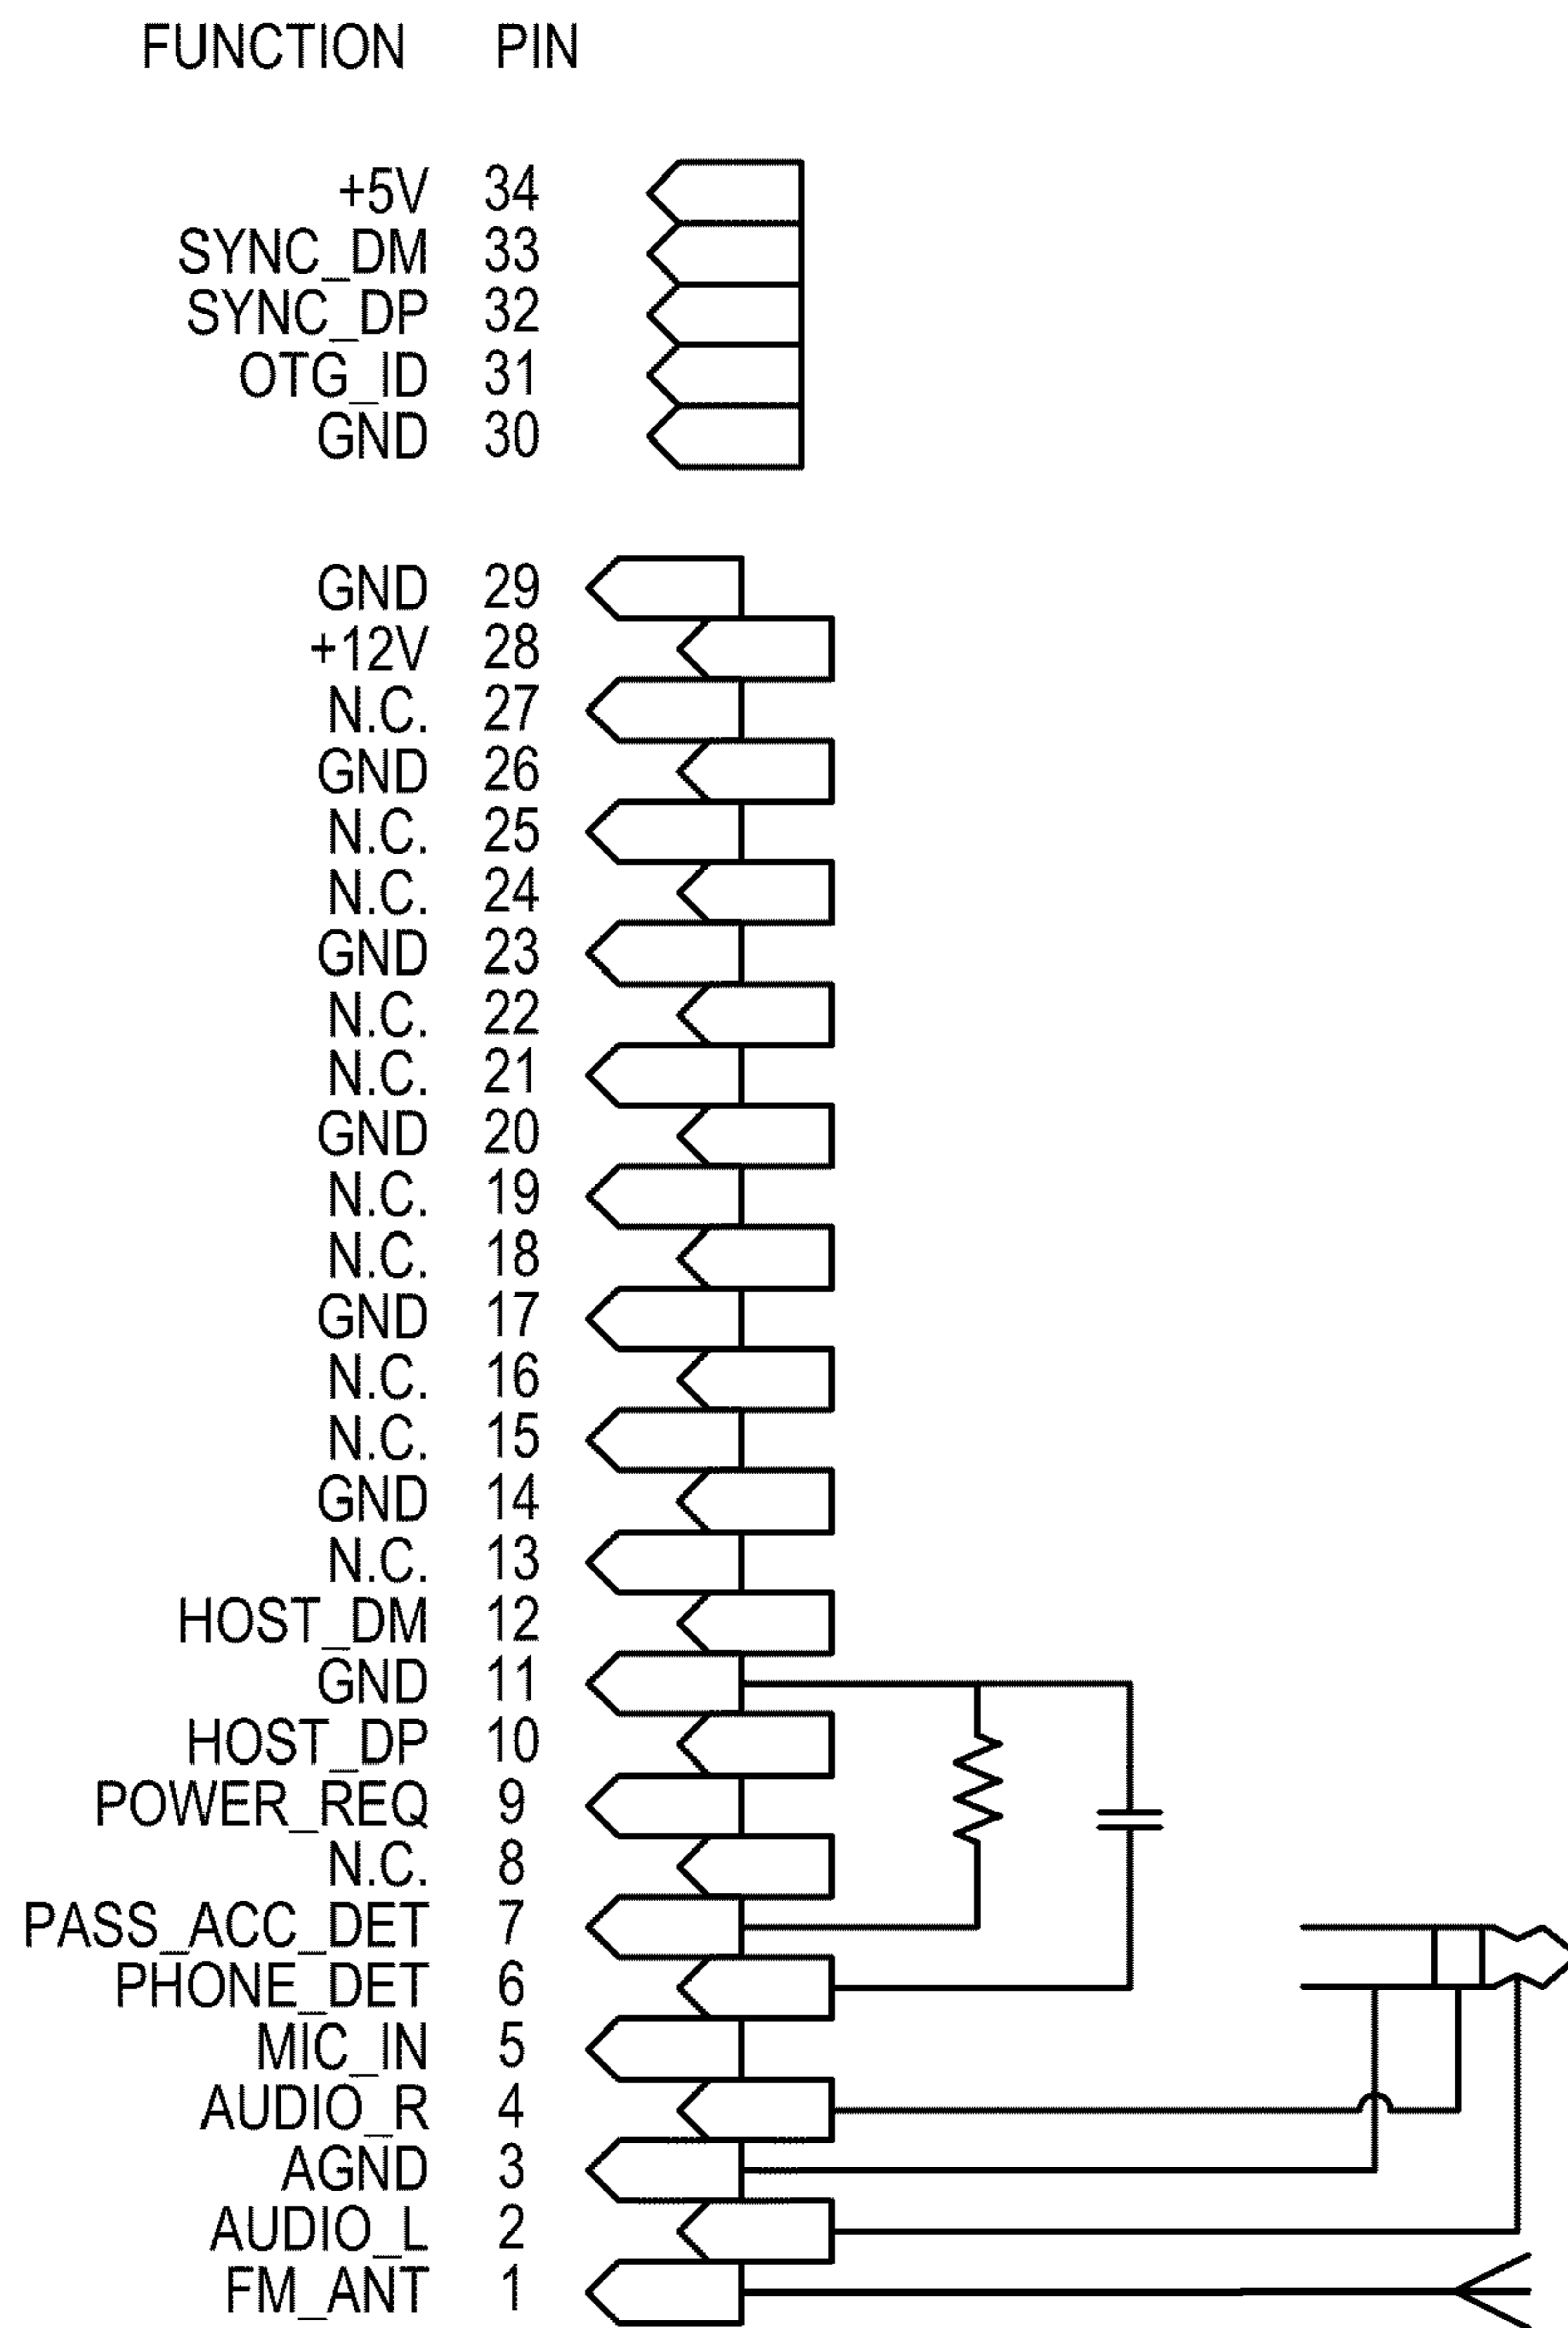 FUNCTION PIN
+5V 34
SYNC_DM 33
SYNC_DP 32
OTG_ID 31
GND 30
GND 29
+12V 28
N.C. 27
GND 26
N.C. 25
N.C. 24
GND 23
N.C. 22
N.C. 21
GND 20
N.C. 19
N.C. 18
GND 17
N.C. 16
N.C. 15
GND 14
N.C. 13
HOST_DM 12
GND 11
HOST_DP 10
POWER_REQ 9
N.C. 8
PASS_ACC_DET 7
PHONE_DET 6
MIC_IN 5
AUDIO_R 4
AGND 3
AUDIO_L 2
FM_ANT 1